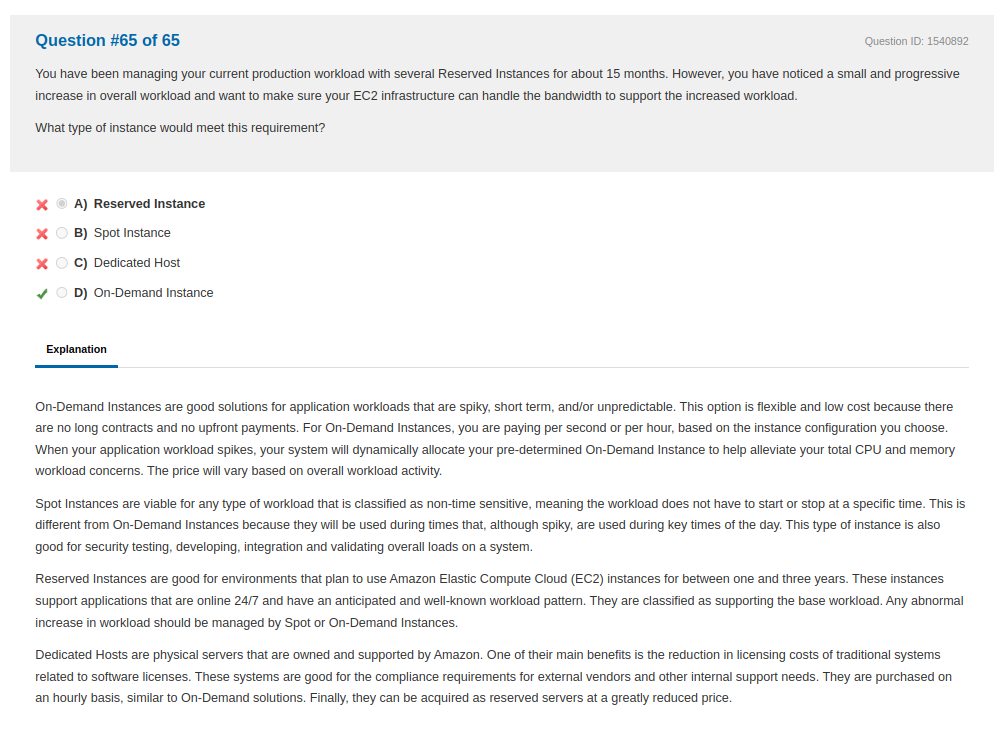 Question #65 of 65
Question ID: 1540892
You have been managing your current production workload with several Reserved Instances for about 15 months. However, you have noticed a small and progressive
increase in overall workload and want to make sure your EC2 infrastructure can handle the bandwidth to support the increased workload.
What type of instance would meet this requirement?
A) Reserved Instance
B) Spot Instance
C) Dedicated Host
D) On-Demand Instance
Explanation
On-Demand Instances are good solutions for application workloads that are spiky, short term, and/or unpredictable. This option is flexible and low cost because there
are no long contracts and no upfront payments. For On-Demand Instances, you are paying per second or per hour, based on the instance configuration you choose.
When your application workload spikes, your system will dynamically allocate your pre-determined On-Demand Instance to help alleviate your total CPU and memory
workload concerns. The price will vary based on overall workload activity.
Spot Instances are viable for any type of workload that is classified as non-time sensitive, meaning the workload does not have to start or stop at a specific time. This is
different from On-Demand Instances because they will be used during times that, although spiky, are used during key times of the day. This type of instance is also
good for security testing, developing, integration and validating overall loads on a system.
Reserved Instances are good for environments that plan to use Amazon Elastic Compute Cloud (EC2) instances for between one and three years. These instances
support applications that are online 24/7 and have an anticipated and well-known workload pattern. They are classified as supporting the base workload. Any abnormal
increase in workload should be managed by Spot or On-Demand Instances.
Dedicated Hosts are physical servers that are owned and supported by Amazon. One of their main benefits is the reduction in licensing costs of traditional systems
related to software licenses. These systems are good for the compliance requirements for external vendors and other internal support needs. They are purchased on
an hourly basis, similar to On-Demand solutions. Finally, they can be acquired as reserved servers at a greatly reduced price.